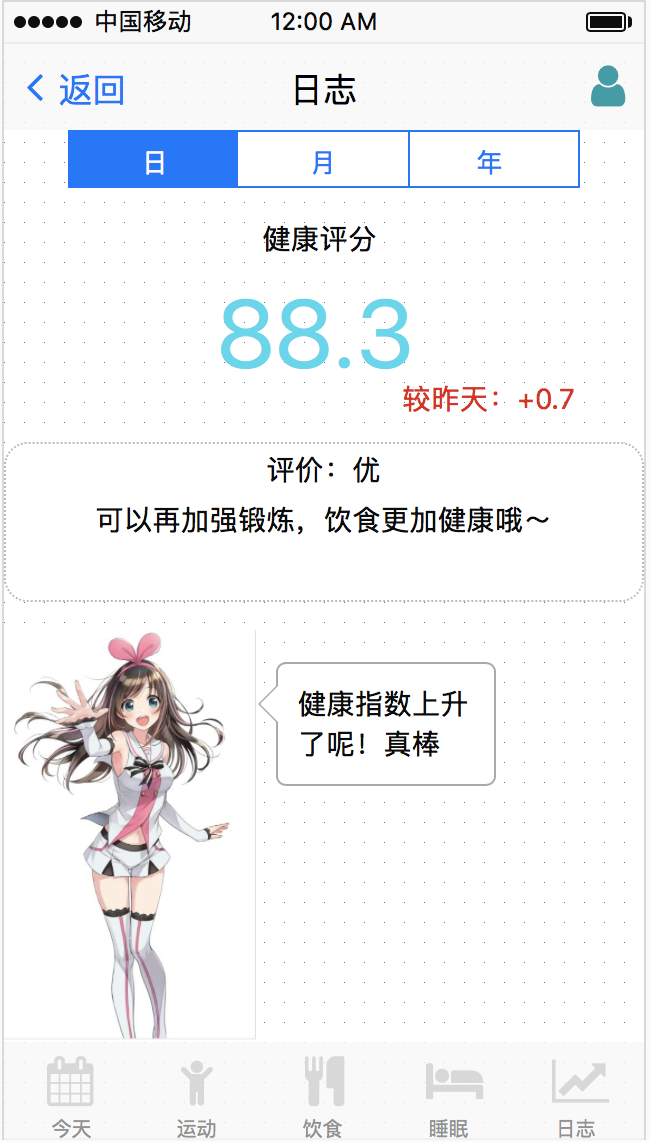 中国移动 12:00 AM
返回 日志
日 月 年
健康评分
88.3
较昨天：+0.7
评价：优
可以再加强锻炼，饮食更加健康哦～
健康指数上升
了呢！真棒
今天 运动 饮食 睡眠 日志